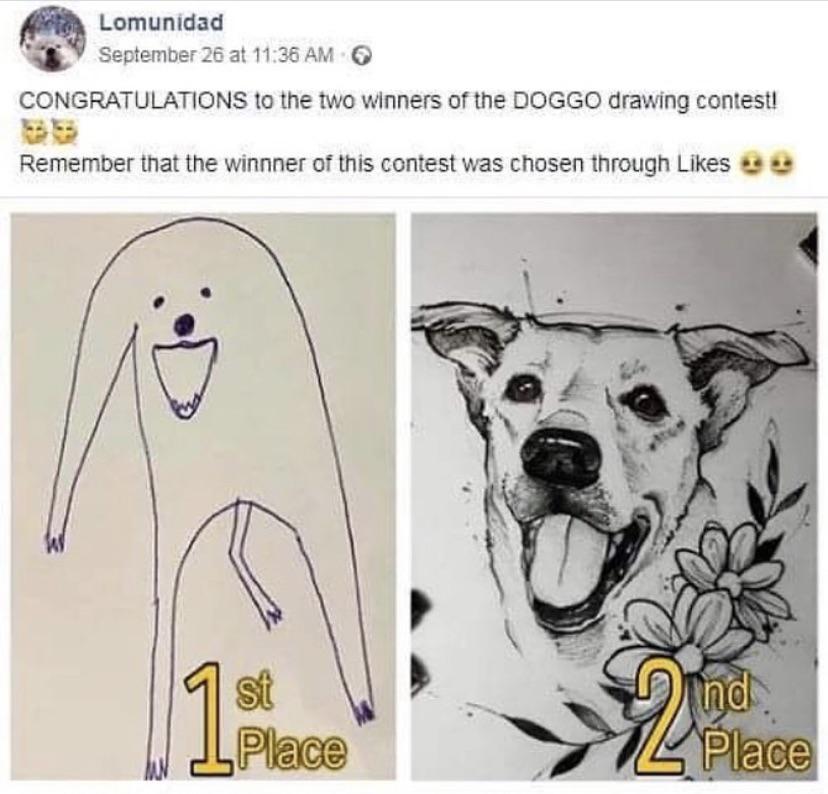 Lomunidad
September 26 at 11:36 AM ·
CONGRATULATIONS to the two winners of the DOGGO drawing contest!
Remember that the winnner of this contest was chosen through Likes
1st
Place
2nd
Place